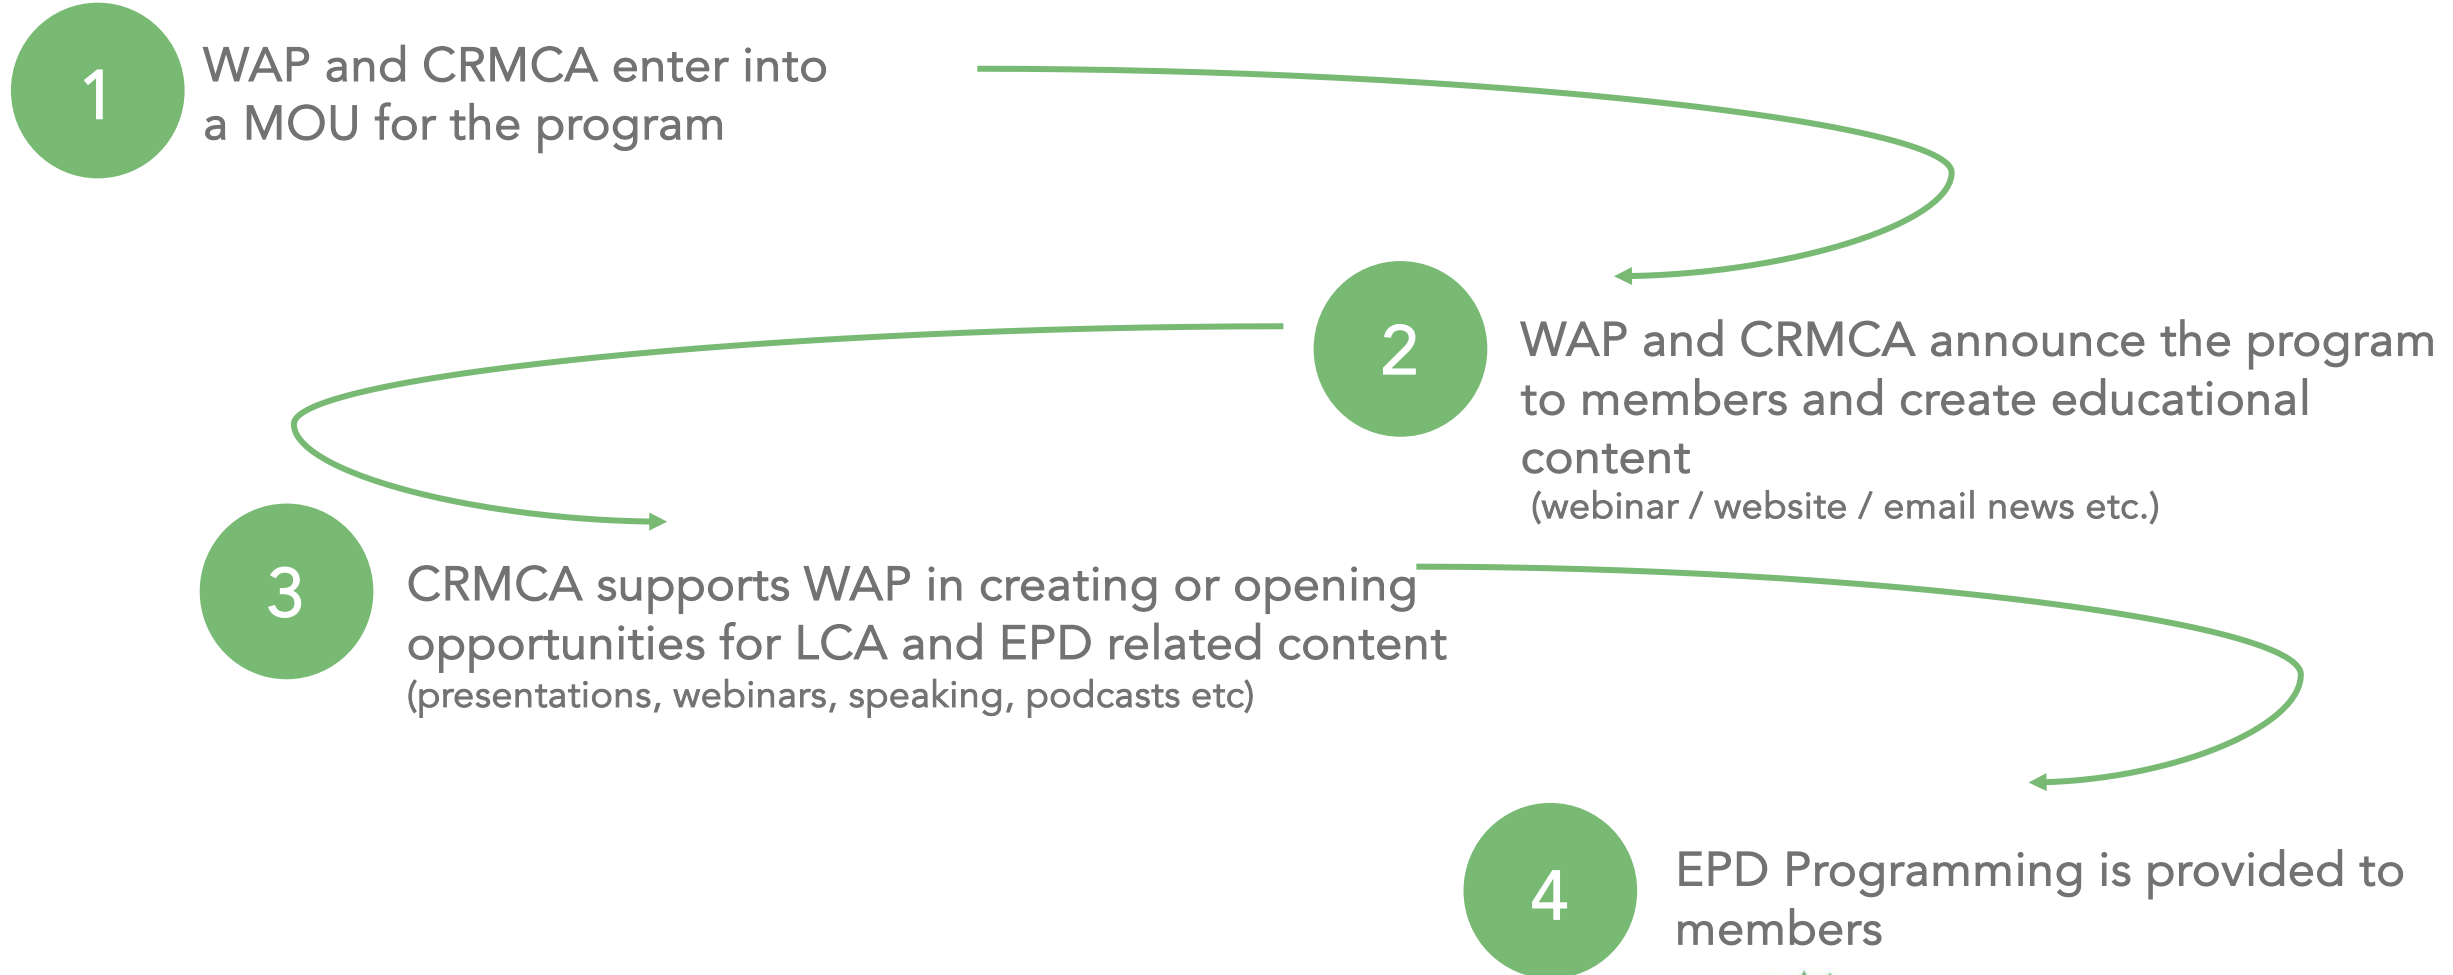 1
WAP and CRMCA enter into
a MOU for the program
2
WAP and CRMCA announce the program
to members and create educational
content
(webinar / website / email news etc.)
3
CRMCA supports WAP in creating or opening
opportunities for LCA and EPD related content
(presentations, webinars, speaking, podcasts etc)
4
EPD Programming is provided to
members